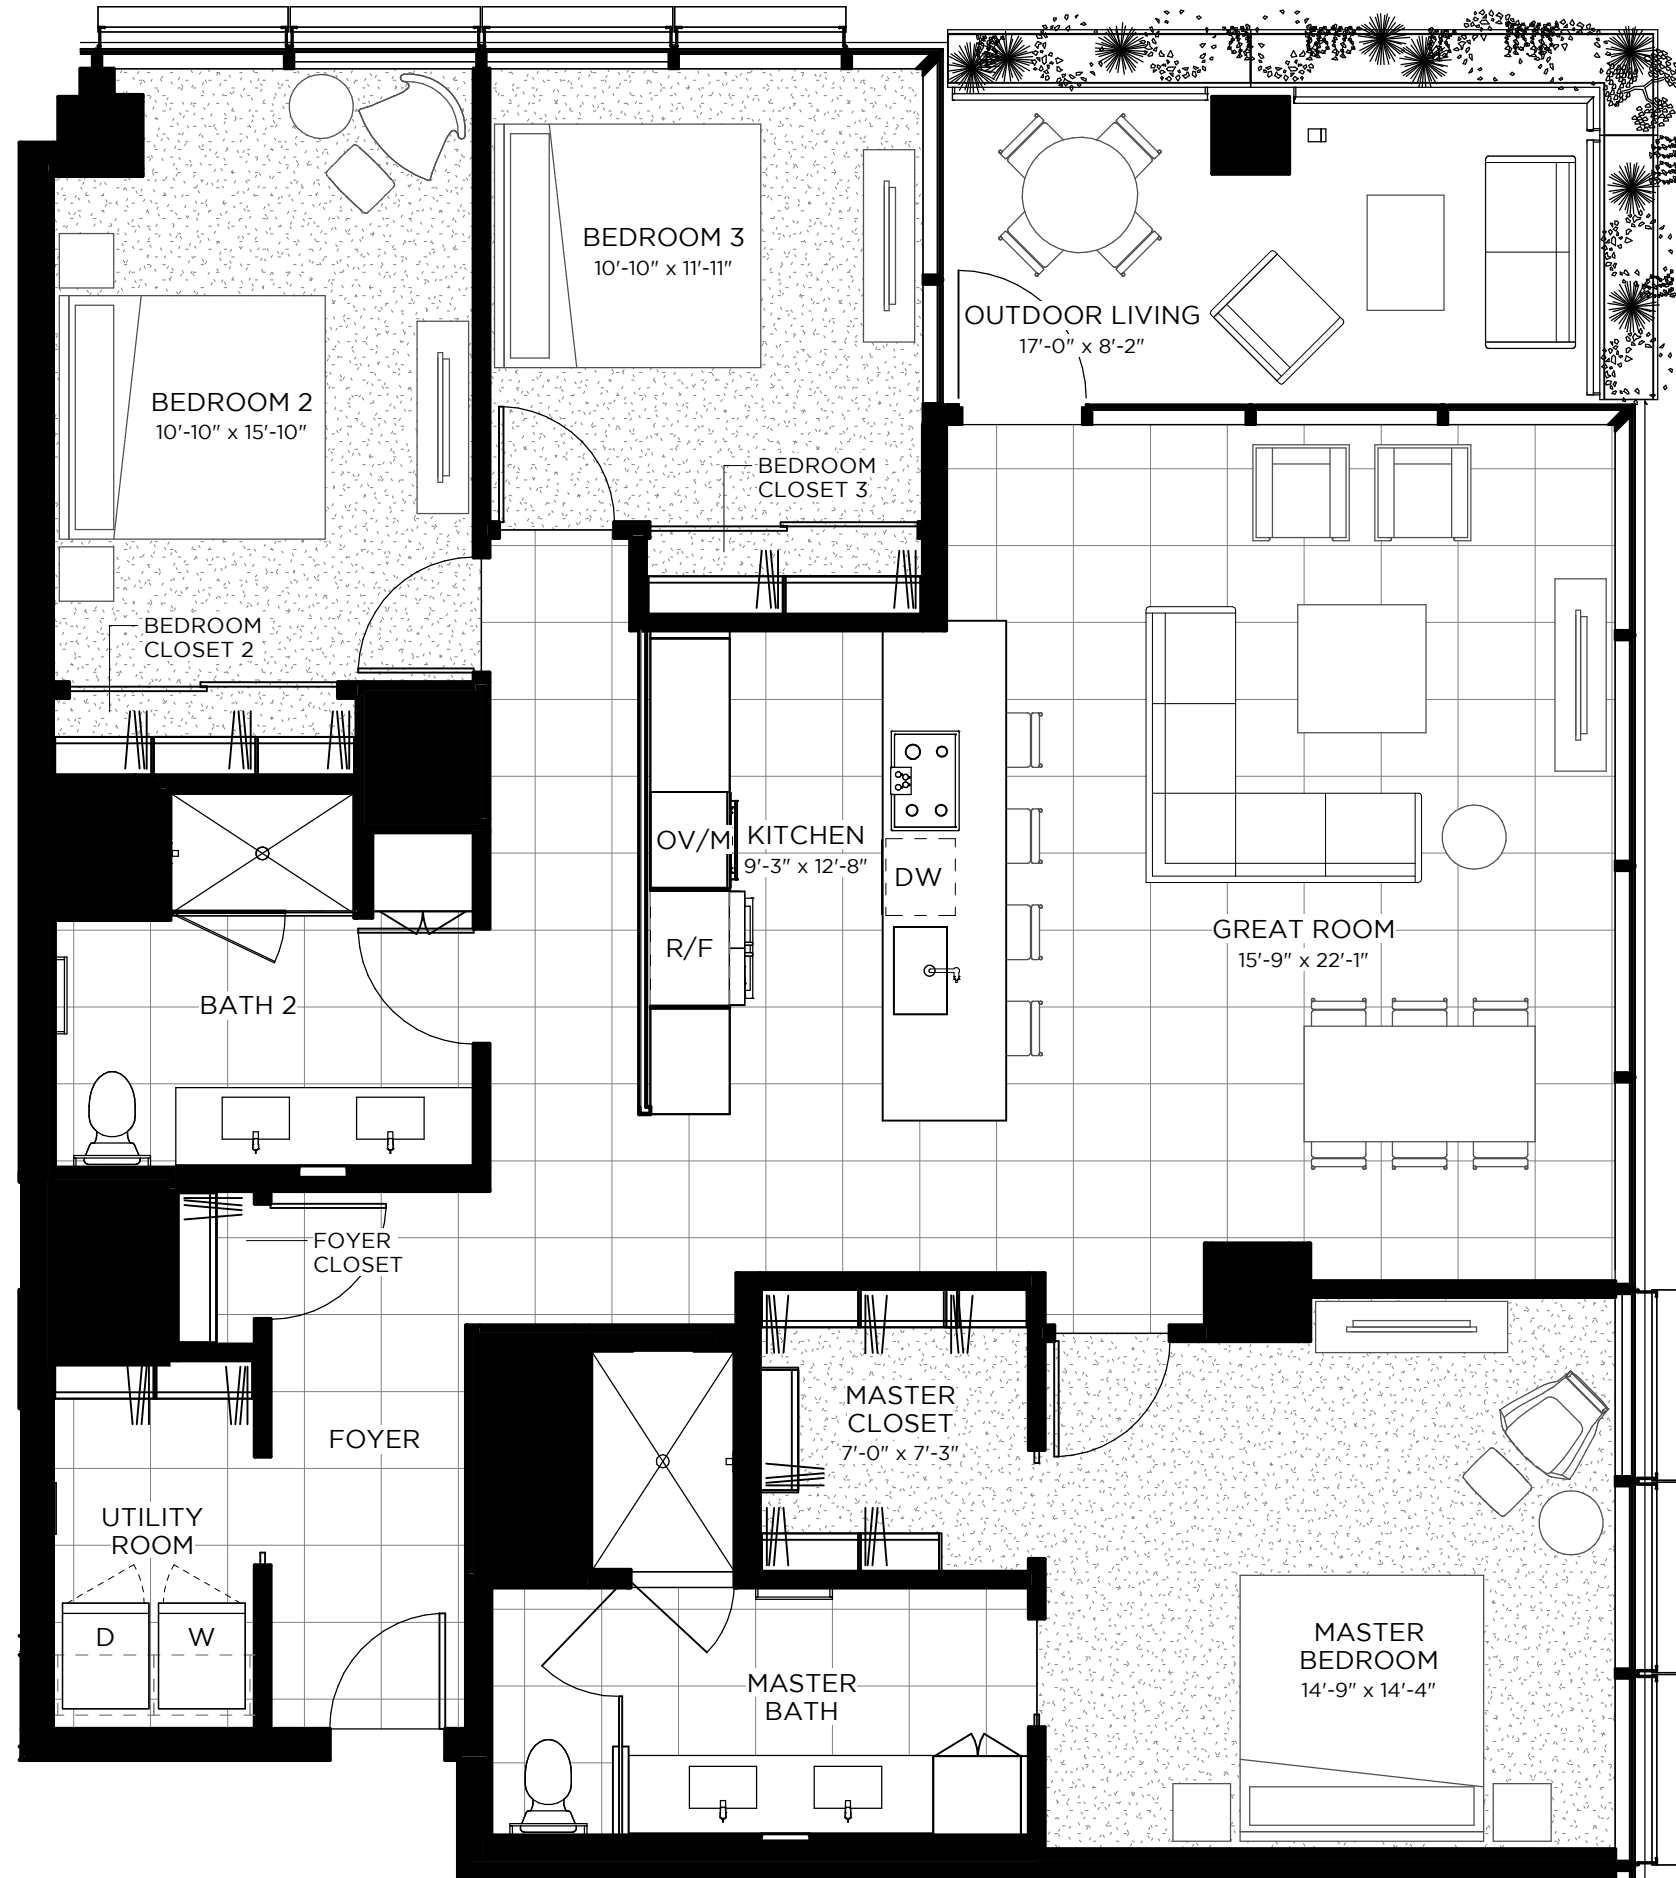 BEDROOM 3
10'-10" x 11'-11"
OUTDOOR LIVING
17'-0" x 8'-2"
BEDROOM 2
10'-10" x 15'-10"
BEDROOM
CLOSET 3
BEDROOM
CLOSET 2
OV/M
KITCHEN
9'-3" x 12'-8"
DW
R/F
GREAT ROOM
15'-9" x 22'-1"
BATH 2
FOYER
CLOSET
MASTER
CLOSET
7'-0" x 7'-3"
FOYER
UTILITY
ROOM
D
W
MASTER
BEDROOM
14'-9" x 14'-4"
MASTER
BATH